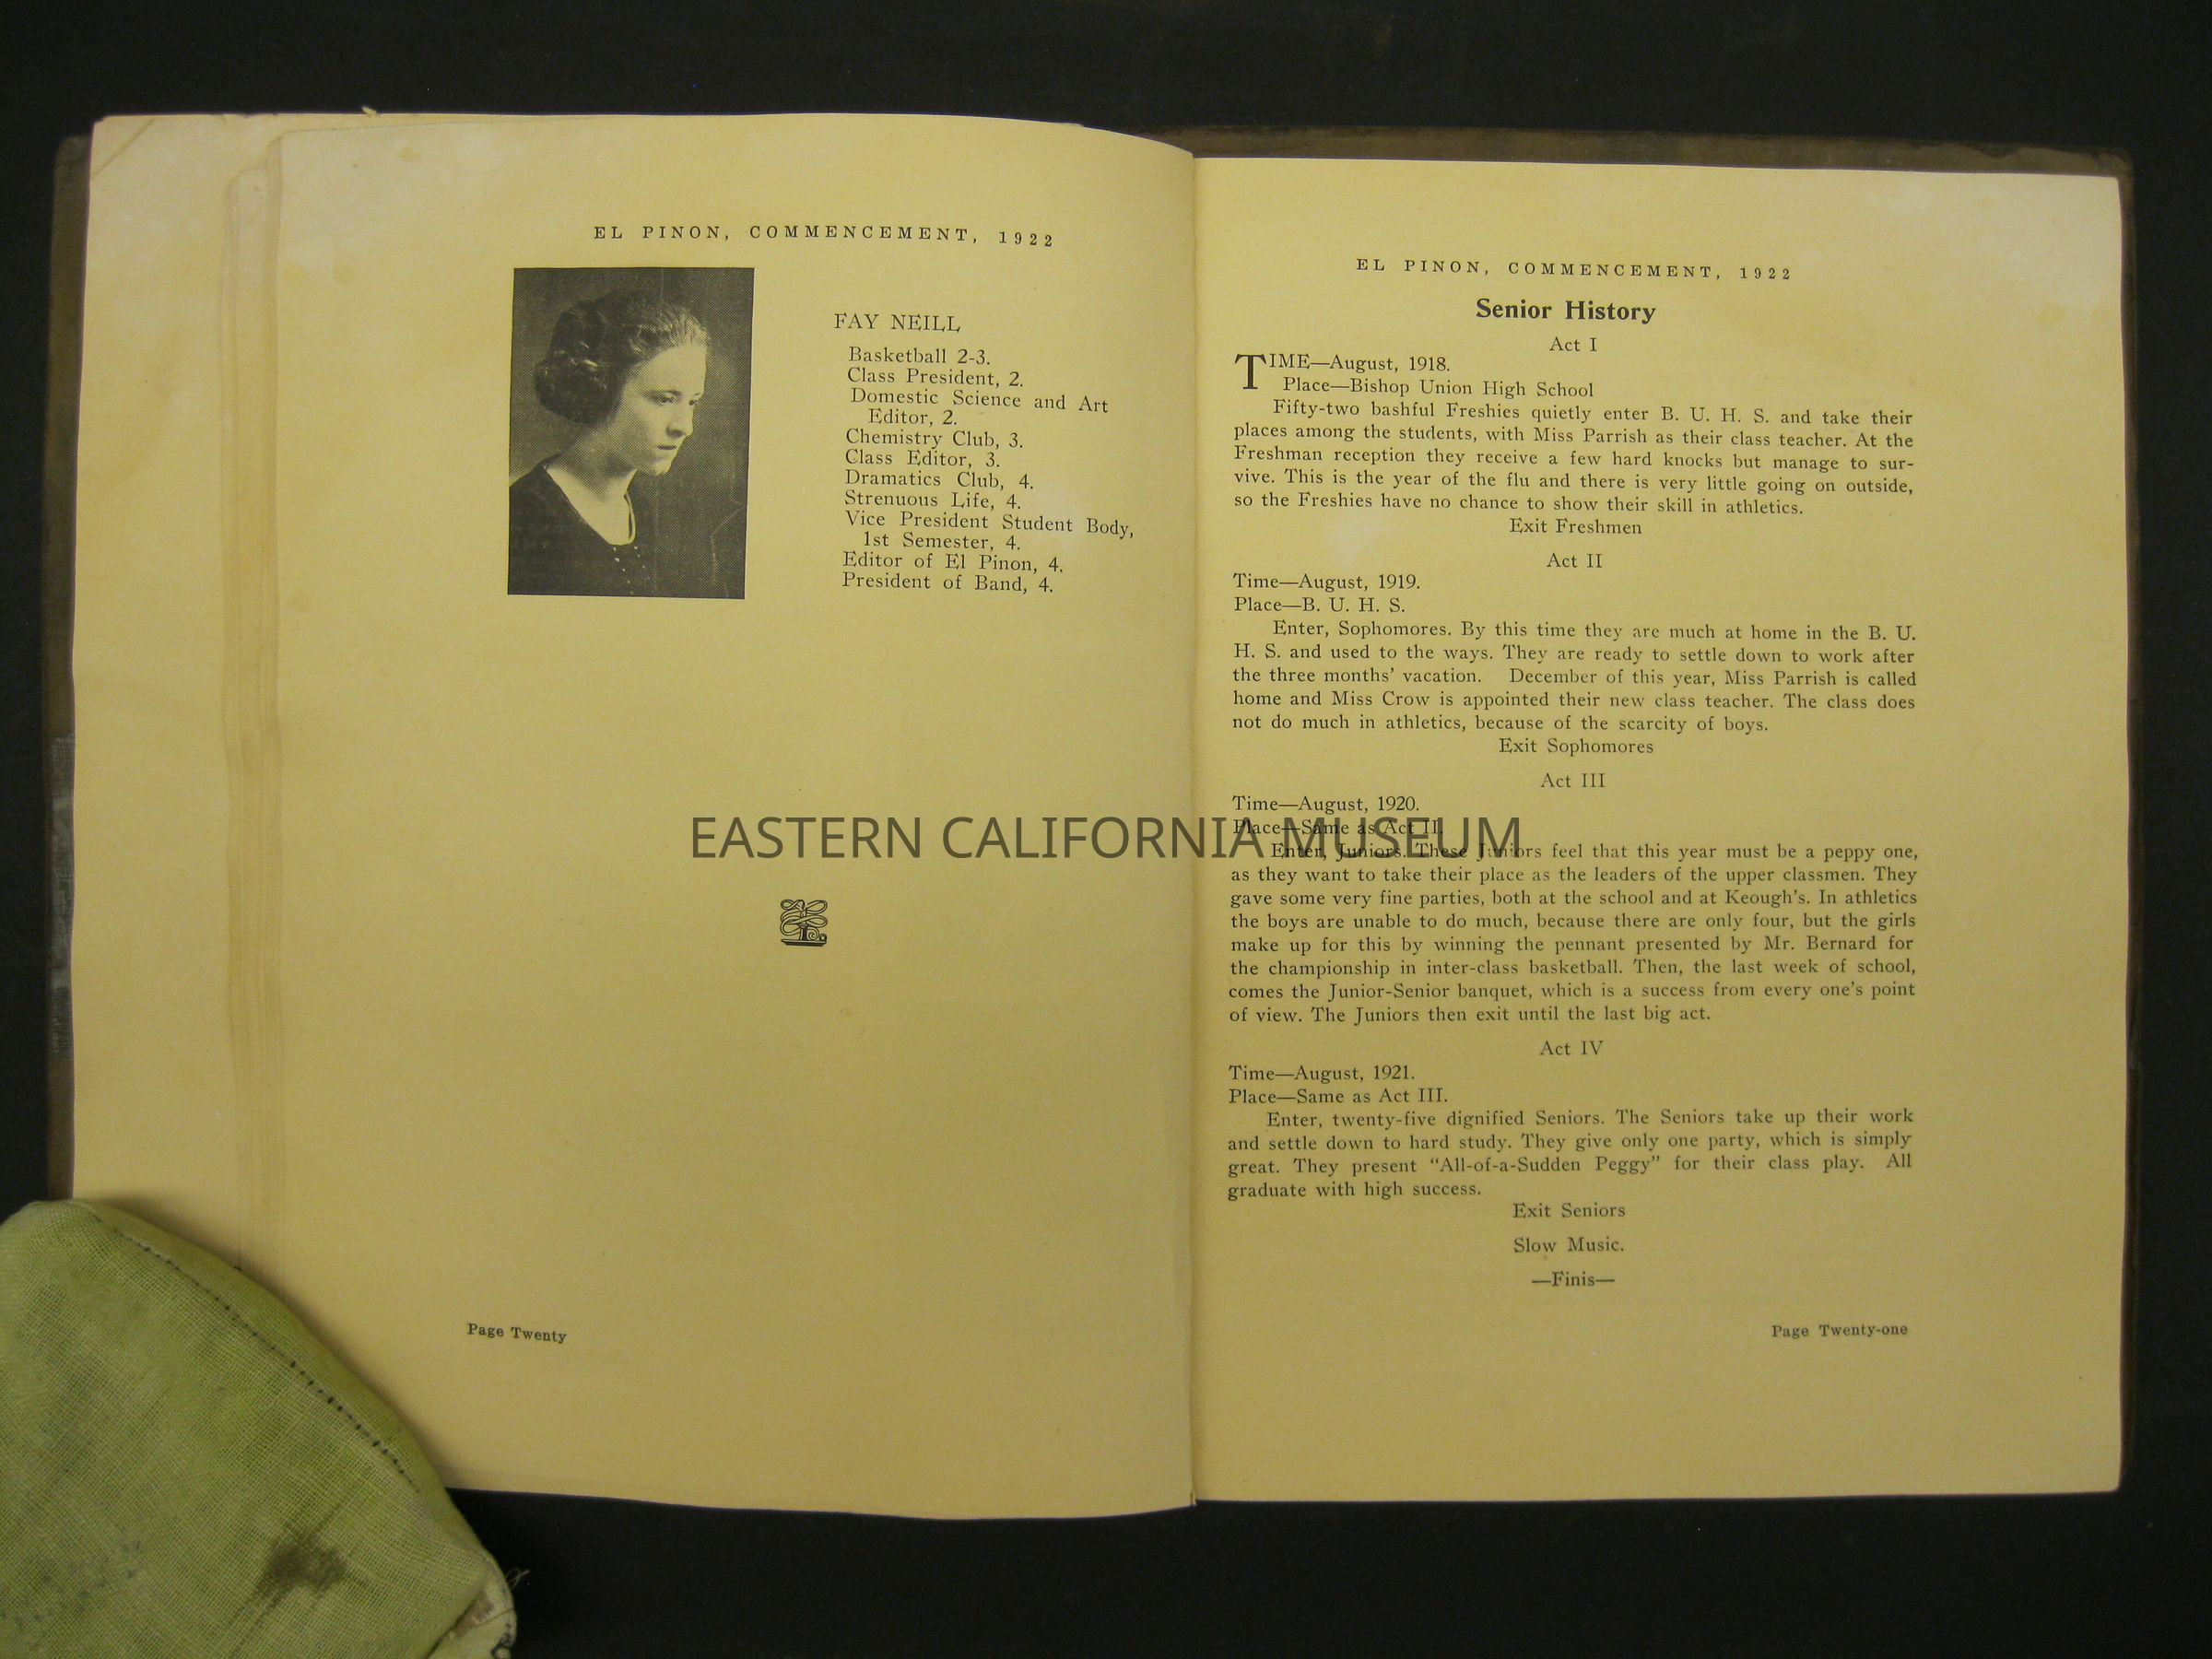 EL PINON, COMMENCEMENT, 1922
FAY NEILL
Basketball 2-3.
Class President, 2.
Domestic Science and Art
Editor, 2.
Chemistry Club, 3.
Class Editor, 3.
Dramatics Club, 4.
Strenuous Life, 4.
Vice President Student Body,
1st Semester, 4.
Editor of El Pinon, 4.
President of Band, 4.
Page Twenty
EL PINON, COMMENCEMENT, 1922
Senior History
Act I
TIME—August, 1918.
Place—Bishop Union High School
Fifty-two bashful Freshies quietly enter B. U. H. S. and take their
places among the students, with Miss Parrish as their class teacher. At the
Freshman reception they receive a few hard knocks but manage to sur-
vive. This is the year of the flu and there is very little going on outside,
so the Freshies have no chance to show their skill in athletics.
Exit Freshmen
Act II
Time—August, 1919.
Place—B. U. H. S.
Enter, Sophomores. By this time they are much at home in the B. U.
H. S. and used to the ways. They are ready to settle down to work after
the three months' vacation. December of this year, Miss Parrish is called
home and Miss Crow is appointed their new class teacher. The class does
not do much in athletics, because of the scarcity of boys.
Exit Sophomores
Act III
Time—August, 1920.
Place—Same as Act II.
Enter, Juniors. These Juniors feel that this year must be a peppy one,
as they want to take their place as the leaders of the upper classmen. They
gave some very fine parties, both at the school and at Keough's. In athletics
the boys are unable to do much, because there are only four, but the girls
make up for this by winning the pennant presented by Mr. Bernard for
the championship in inter-class basketball. Then, the last week of school,
comes the Junior-Senior banquet, which is a success from every one's point
of view. The Juniors then exit until the last big act.
Act IV
Time—August, 1921.
Place—Same as Act III.
Enter, twenty-five dignified Seniors. The Seniors take up their work
and settle down to hard study. They give only one party, which is simply
great. They present "All-of-a-Sudden Peggy" for their class play. All
graduate with high success.
Exit Seniors
Slow Music.
—Finis—
Page Twenty-one
EASTERN CALIFORNIA MUSEUM